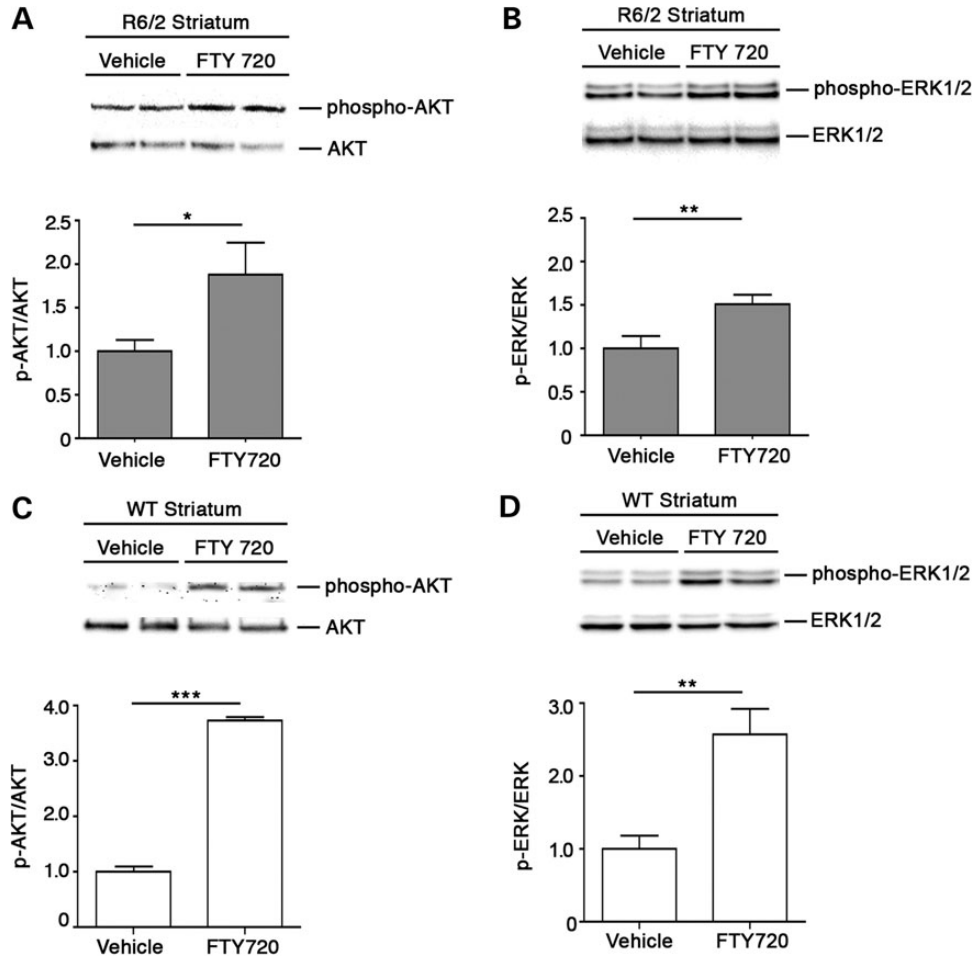 A
R6/2 Striatum
Vehicle FTY 720
phospho-AKT
AKT
*
2.5
2.0
1.5
1.0
0.5
0
p-AKT/AKT
Vehicle FTY720
B
R6/2 Striatum
Vehicle FTY 720
phospho-ERK1/2
ERK1/2
**
2.5
2.0
1.5
1.0
0.5
0
p-ERK/ERK
Vehicle FTY720
C
WT Striatum
Vehicle FTY 720
phospho-AKT
AKT
***
4.0
3.0
2.0
1.0
0
p-AKT/AKT
Vehicle FTY720
D
WT Striatum
Vehicle FTY 720
phospho-ERK1/2
ERK1/2
**
3.0
2.0
1.0
0
p-ERK/ERK
Vehicle FTY720